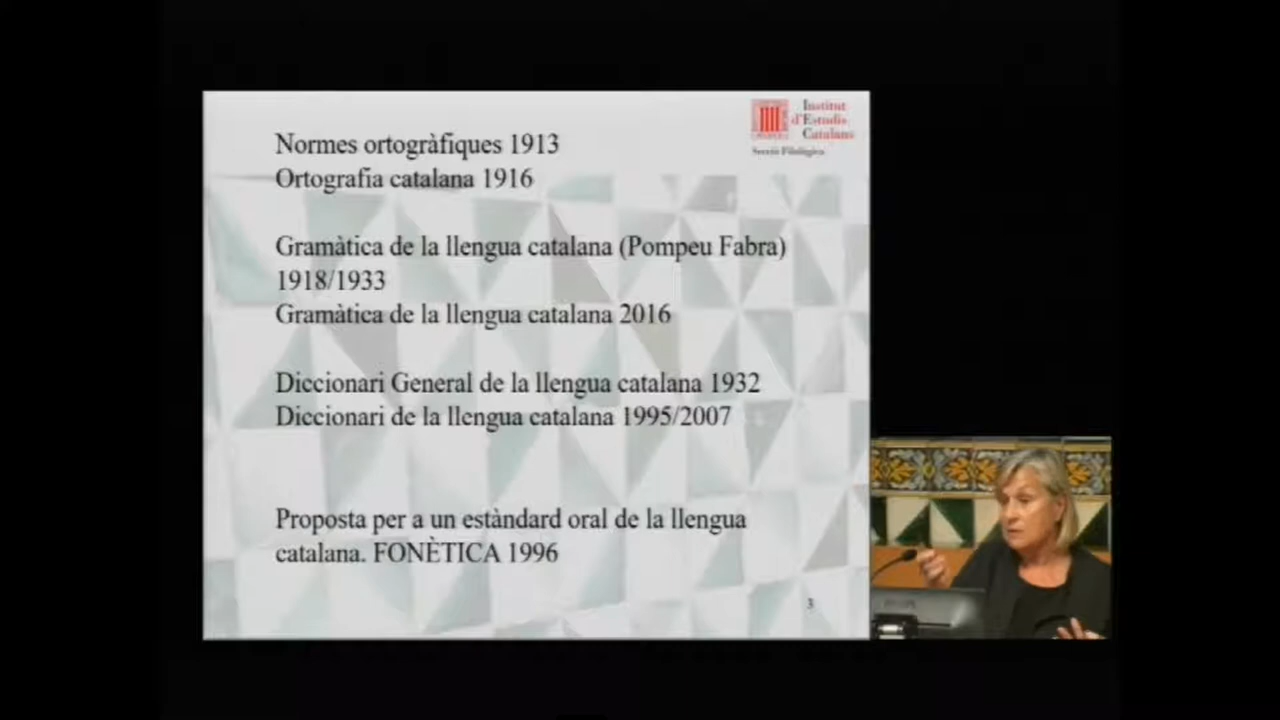 Institut
d'Estudis
Catalans
Secció Filològica
Normes ortogràfiques 1913
Ortografia catalana 1916
Gramàtica de la llengua catalana (Pompeu Fabra)
1918/1933
Gramàtica de la llengua catalana 2016
Diccionari General de la llengua catalana 1932
Diccionari de la llengua catalana 1995/2007
Proposta per a un estàndard oral de la llengua
catalana. FONÈTICA 1996
3